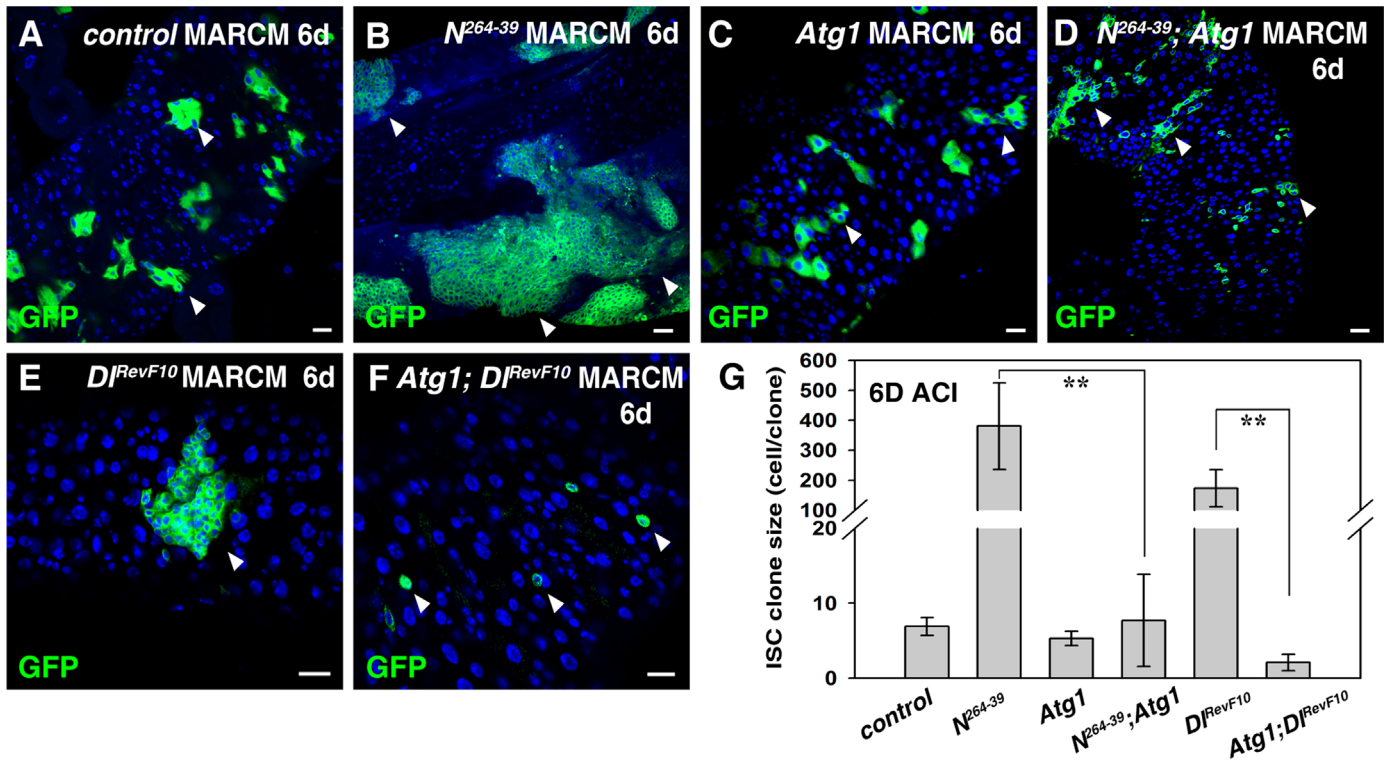 A control MARCM 6d
GFP
B N264-39 MARCM 6d
GFP
C Atg1 MARCM 6d
GFP
D N264-39; Atg1 MARCM
6d
GFP
E DlRevF10 MARCM 6d
GFP
F Atg1; DlRevF10 MARCM
6d
GFP
G
6D ACI
ISC clone size (cell/clone)
600
500
400
300
200
100
20
10
0
**
**
control
N264-39
Atg1
N264-39;Atg1
DlRevF10
Atg1;DlRevF10